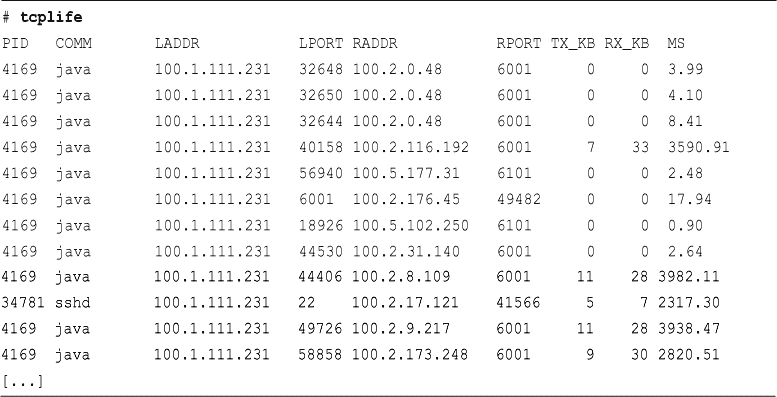 # tcplife
PID COMM LADDR LPORT RADDR RPORT TX_KB RX_KB MS
4169 java 100.1.111.231 32648 100.2.0.48 6001 0 0 3.99
4169 java 100.1.111.231 32650 100.2.0.48 6001 0 0 4.10
4169 java 100.1.111.231 32644 100.2.0.48 6001 0 0 8.41
4169 java 100.1.111.231 40158 100.2.116.192 6001 7 33 3590.91
4169 java 100.1.111.231 56940 100.5.177.31 6101 0 0 2.48
4169 java 100.1.111.231 6001 100.2.176.45 49482 0 0 17.94
4169 java 100.1.111.231 18926 100.5.102.250 6101 0 0 0.90
4169 java 100.1.111.231 44530 100.2.31.140 6001 0 0 2.64
4169 java 100.1.111.231 44406 100.2.8.109 6001 11 28 3982.11
34781 sshd 100.1.111.231 22 100.2.17.121 41566 5 7 2317.30
4169 java 100.1.111.231 49726 100.2.9.217 6001 11 28 3938.47
4169 java 100.1.111.231 58858 100.2.173.248 6001 9 30 2820.51
[...]